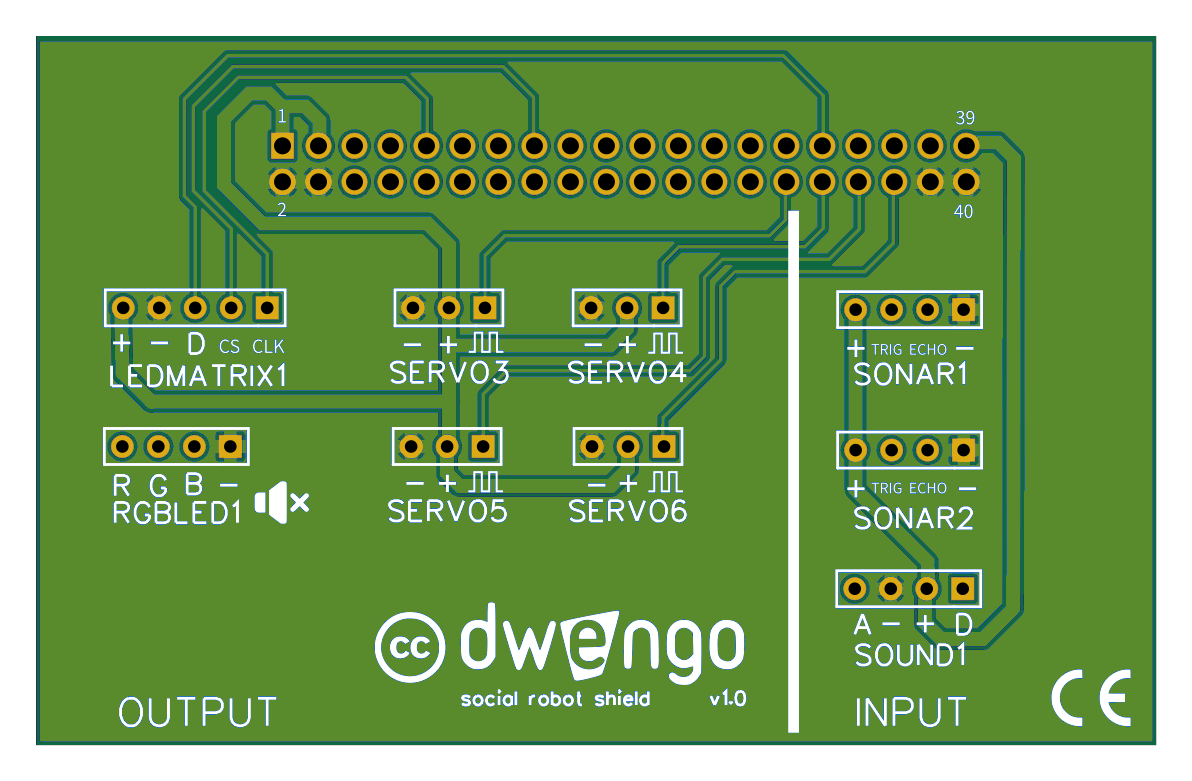 1 39
2 40
+ - D CS CLK
LEDMATRIX1
- +
SERVO3
- +
SERVO4
+ TRIG ECHO -
SONAR1
R G B -
RGBLED1
- +
SERVO5
- +
SERVO6
+ TRIG ECHO -
SONAR2
A - + D
SOUND1
cc dwengo
social robot shield v1.0
OUTPUT
INPUT
CE